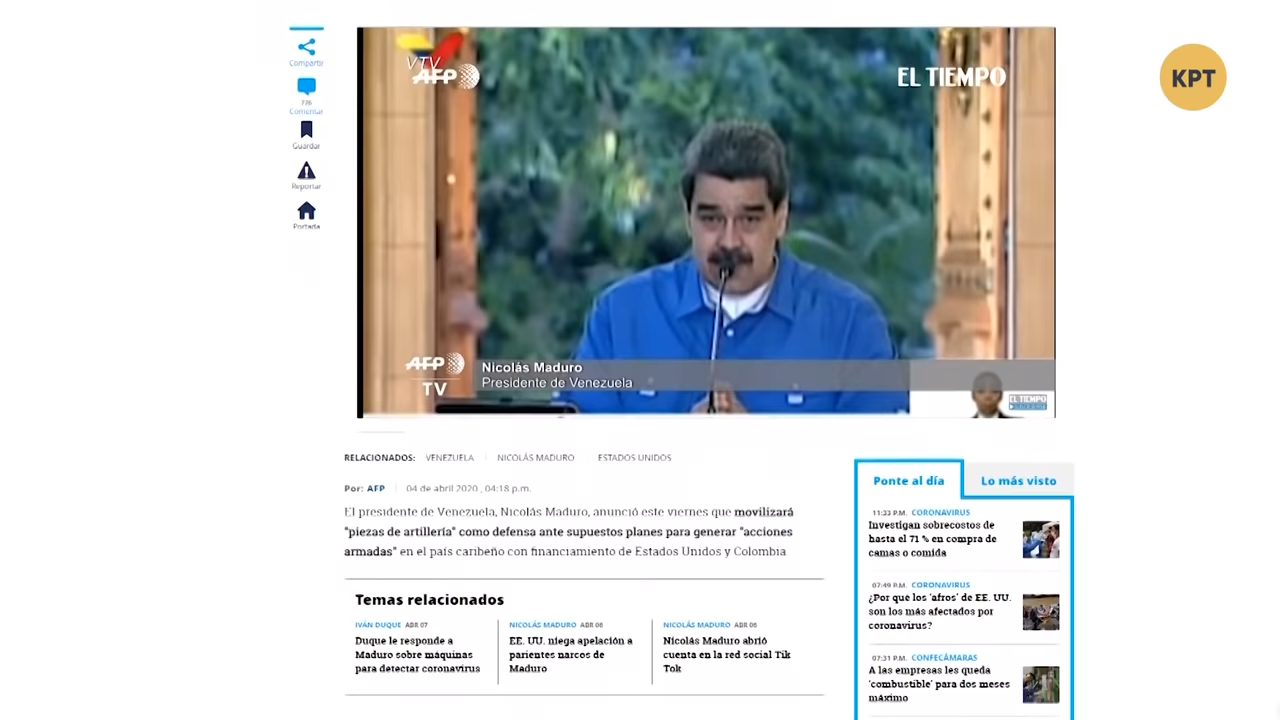 Compartir
776
Comentar
Guardar
Reportar
Portada
VTV
AFP
EL TIEMPO
KPT
AFP
TV
Nicolás Maduro
Presidente de Venezuela
EL TIEMPO
RELACIONADOS: VENEZUELA NICOLÁS MADURO ESTADOS UNIDOS
Por: AFP 04 de abril 2020 , 04:18 p.m.
El presidente de Venezuela, Nicolás Maduro, anunció este viernes que movilizará
"piezas de artillería" como defensa ante supuestos planes para generar "acciones
armadas" en el país caribeño con financiamiento de Estados Unidos y Colombia
Temas relacionados
IVÁN DUQUE ABR 07
Duque le responde a
Maduro sobre máquinas
para detectar coronavirus
NICOLÁS MADURO ABR 06
EE. UU. niega apelación a
parientes narcos de
Maduro
NICOLÁS MADURO ABR 06
Nicolás Maduro abrió
cuenta en la red social Tik
Tok
Ponte al día
Lo más visto
11:33 P.M. CORONAVIRUS
Investigan sobrecostos de
hasta el 71 % en compra de
camas o comida
07:49 P.M. CORONAVIRUS
¿Por qué los 'afros' de EE. UU.
son los más afectados por
coronavirus?
07:31 P.M. CONFECÁMARAS
A las empresas les queda
'combustible' para dos meses
máximo